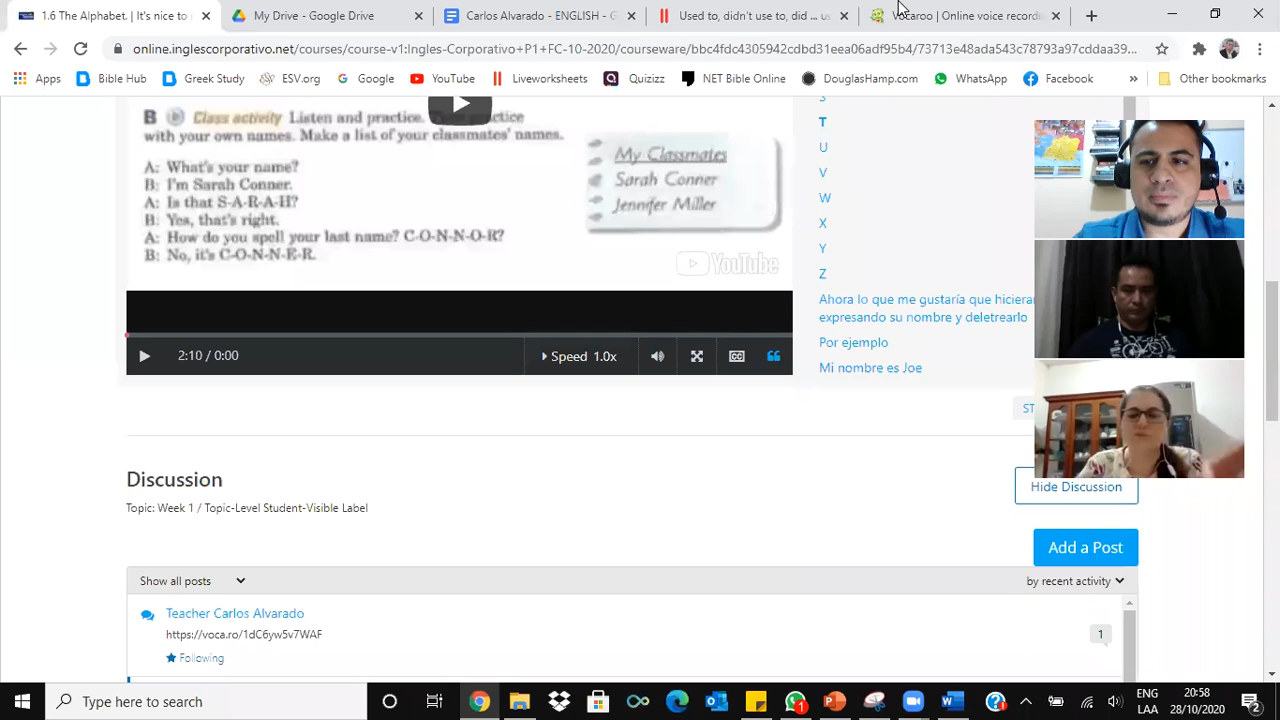 1.6 The Alphabet. | It's nice to
My Drive - Google Drive
Carlos Alvarado - ENGLISH - G
Used to, didn't use to, did ... us
Vocaroo | Online voice recordi
online.inglescorporativo.net/courses/course-v1:Ingles-Corporativo+P1+FC-10-2020/courseware/bbc4fdc4305942cdbd31eea06adf95b4/73713e48ada543c78793a97cddaa39...
Apps
Bible Hub
Greek Study
ESV.org
Google
YouTube
Liveworksheets
Quizizz
NET Bible Online
DouglasHamp.com
WhatsApp
Facebook
Other bookmarks
B Class activity Listen and practice. Then practice
with your own names. Make a list of your classmates' names.
A: What's your name?
B: I'm Sarah Conner.
A: Is that S-A-R-A-H?
B: Yes, that's right.
A: How do you spell your last name? C-O-N-N-O-R?
B: No, it's C-O-N-N-E-R.
My Classmates
Sarah Conner
Jennifer Miller
YouTube
2:10 / 0:00
Speed 1.0x
S
T
U
V
W
X
Y
Z
Ahora lo que me gustaría que hicieran
expresando su nombre y deletrearlo
Por ejemplo
Mi nombre es Joe
ST
Discussion
Topic: Week 1 / Topic-Level Student-Visible Label
Hide Discussion
Add a Post
Show all posts
by recent activity
Teacher Carlos Alvarado
https://voca.ro/1dC6yw5v7WAF
1
Following
Type here to search
ENG
LAA
20:58
28/10/2020
2